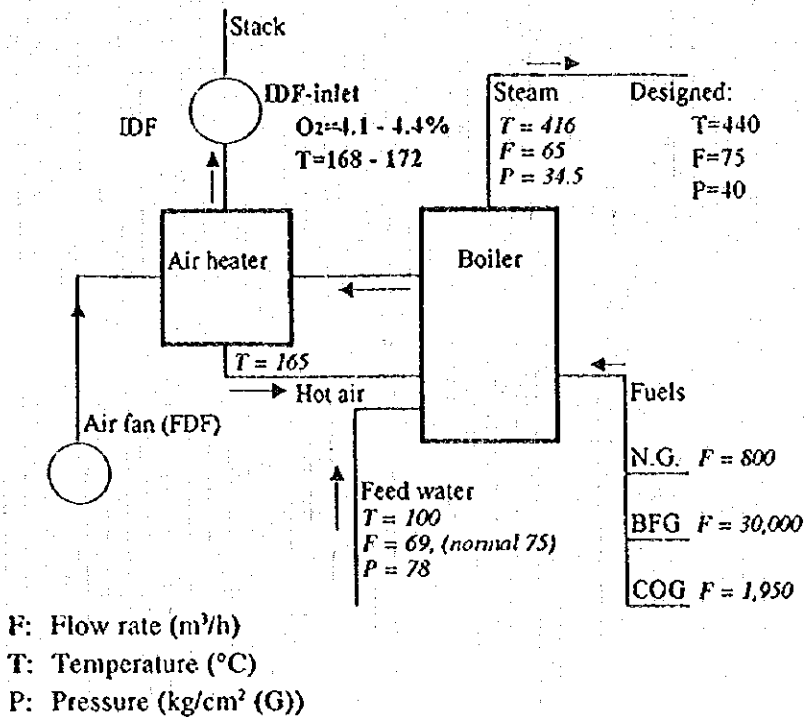 Stack
IDF
IDF-inlet
O₂=4.1 - 4.4%
T=168 - 172
Steam
T = 416
F = 65
P = 34.5
Designed:
T=440
F=75
P=40
Air heater
Boiler
T = 165
Hot air
Fuels
Air fan (FDF)
N.G. F = 800
Feed water
T = 100
F = 69, (normal 75)
P = 78
BFG F = 30,000
COG F = 1,950
F: Flow rate (m³/h)
T: Temperature (°C)
P: Pressure (kg/cm² (G))